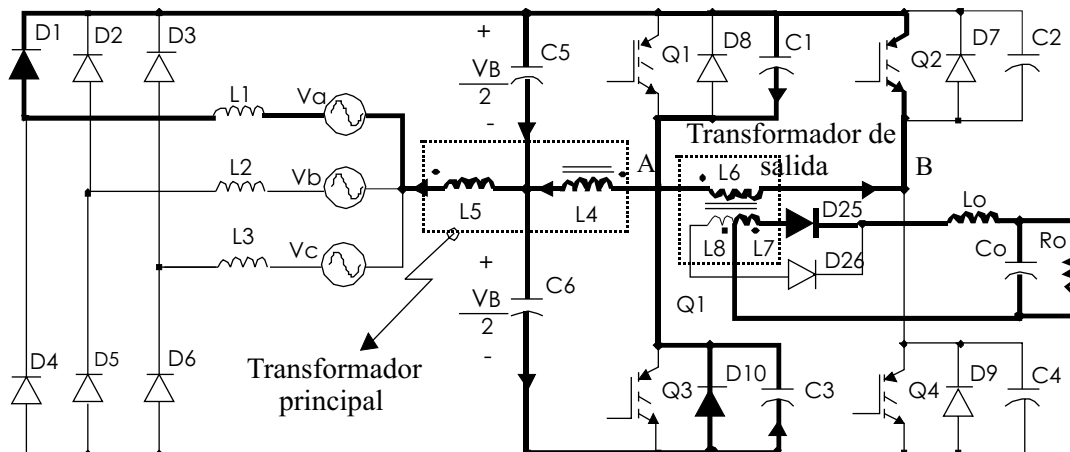 D1 D2 D3
+
VB
2
-
C5
Q1
D8
C1
Q2
D7
C2
L1
Va
L2
Vb
L3
Vc
L5
L4
A
Transformador de
salida
L6
B
D25
L8
L7
D26
Lo
Co
Ro
Q1
+
VB
2
-
C6
D4 D5 D6
Transformador
principal
Q3
D10
C3
Q4
D9
C4